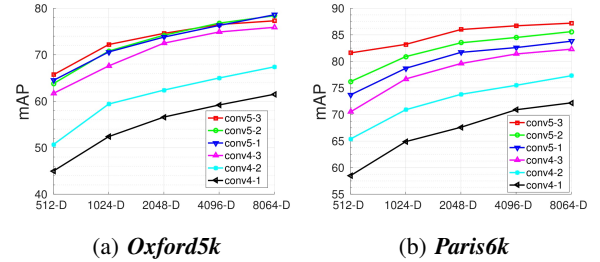 80
70
60
50
40
mAP
512-D 1024-D 2048-D 4096-D 8064-D
conv5-3
conv5-2
conv5-1
conv4-3
conv4-2
conv4-1
(a) Oxford5k
90
85
80
75
70
65
60
55
mAP
512-D 1024-D 2048-D 4096-D 8064-D
conv5-3
conv5-2
conv5-1
conv4-3
conv4-2
conv4-1
(b) Paris6k